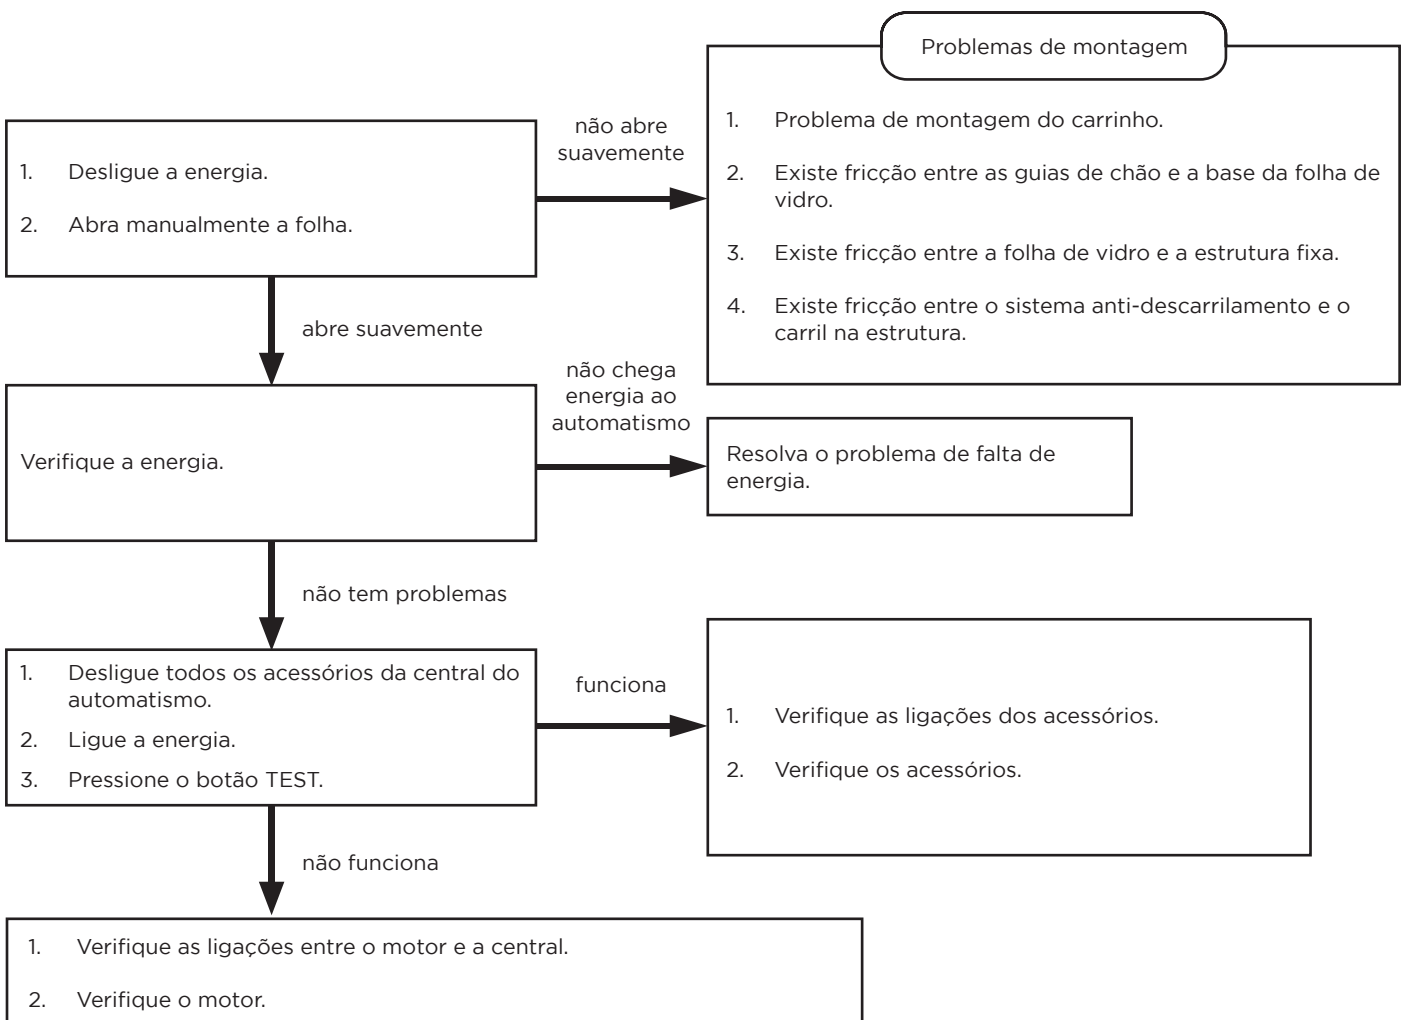 Problemas de montagem
1. Desligue a energia.
2. Abra manualmente a folha.
não abre
suavemente
1. Problema de montagem do carrinho.
2. Existe fricção entre as guias de chão e a base da folha de
vidro.
3. Existe fricção entre a folha de vidro e a estrutura fixa.
4. Existe fricção entre o sistema anti-descarrilamento e o
carril na estrutura.
abre suavemente
Verifique a energia.
não chega
energia ao
automatismo
Resolva o problema de falta de
energia.
não tem problemas
1. Desligue todos os acessórios da central do
automatismo.
2. Ligue a energia.
3. Pressione o botão TEST.
funciona
1. Verifique as ligações dos acessórios.
2. Verifique os acessórios.
não funciona
1. Verifique as ligações entre o motor e a central.
2. Verifique o motor.